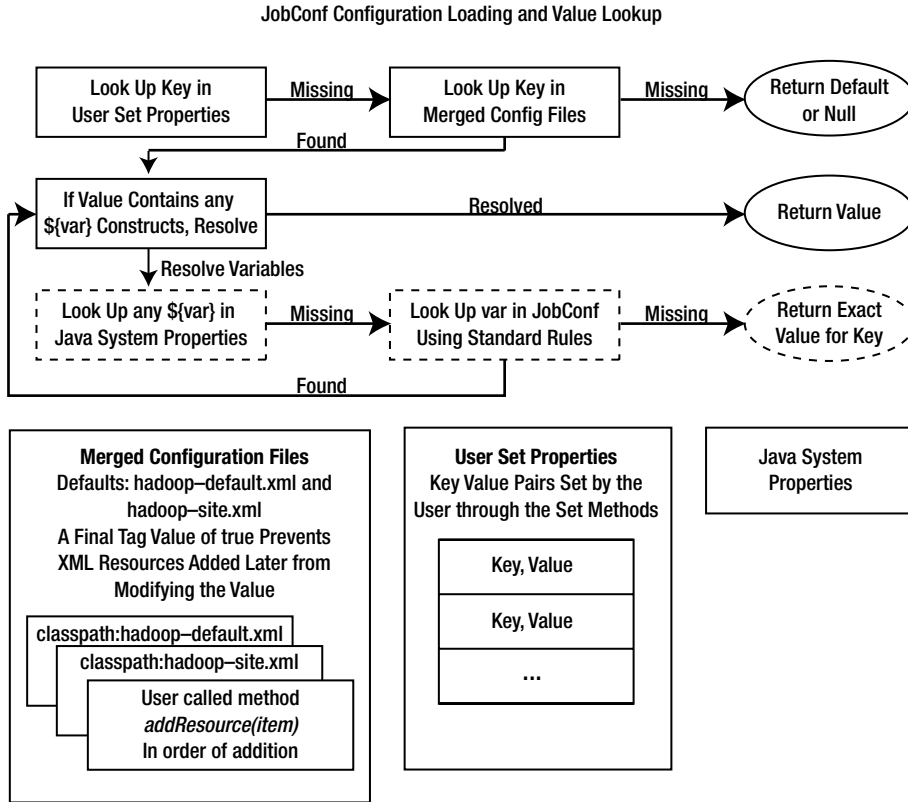 JobConf Configuration Loading and Value Lookup
Look Up Key in
User Set Properties
Missing
Look Up Key in
Merged Config Files
Missing
Return Default
or Null
Found
If Value Contains any
${var} Constructs, Resolve
Resolved
Return Value
Resolve Variables
Look Up any ${var} in
Java System Properties
Missing
Look Up var in JobConf
Using Standard Rules
Missing
Return Exact
Value for Key
Found
Merged Configuration Files
Defaults: hadoop–default.xml and
hadoop–site.xml
A Final Tag Value of true Prevents
XML Resources Added Later from
Modifying the Value
classpath:hadoop–default.xml
classpath:hadoop–site.xml
User called method
addResource(item)
In order of addition
User Set Properties
Key Value Pairs Set by the
User through the Set Methods
Key, Value
Key, Value
...
Java System
Properties